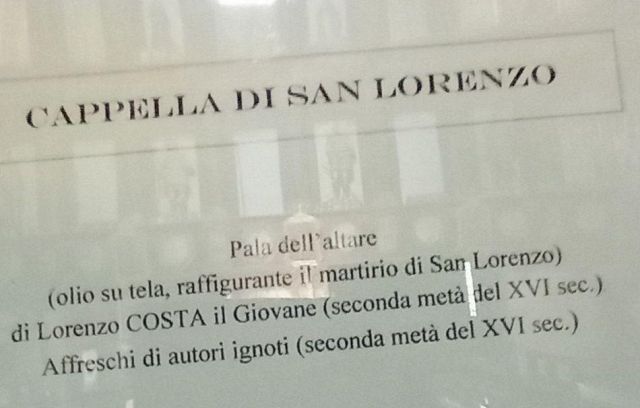 CAPPELLA DI SAN LORENZO
Pala dell'altare
(olio su tela, raffigurante il martirio di San Lorenzo)
di Lorenzo COSTA il Giovane (seconda metà del XVI sec.)
Affreschi di autori ignoti (seconda metà del XVI sec.)